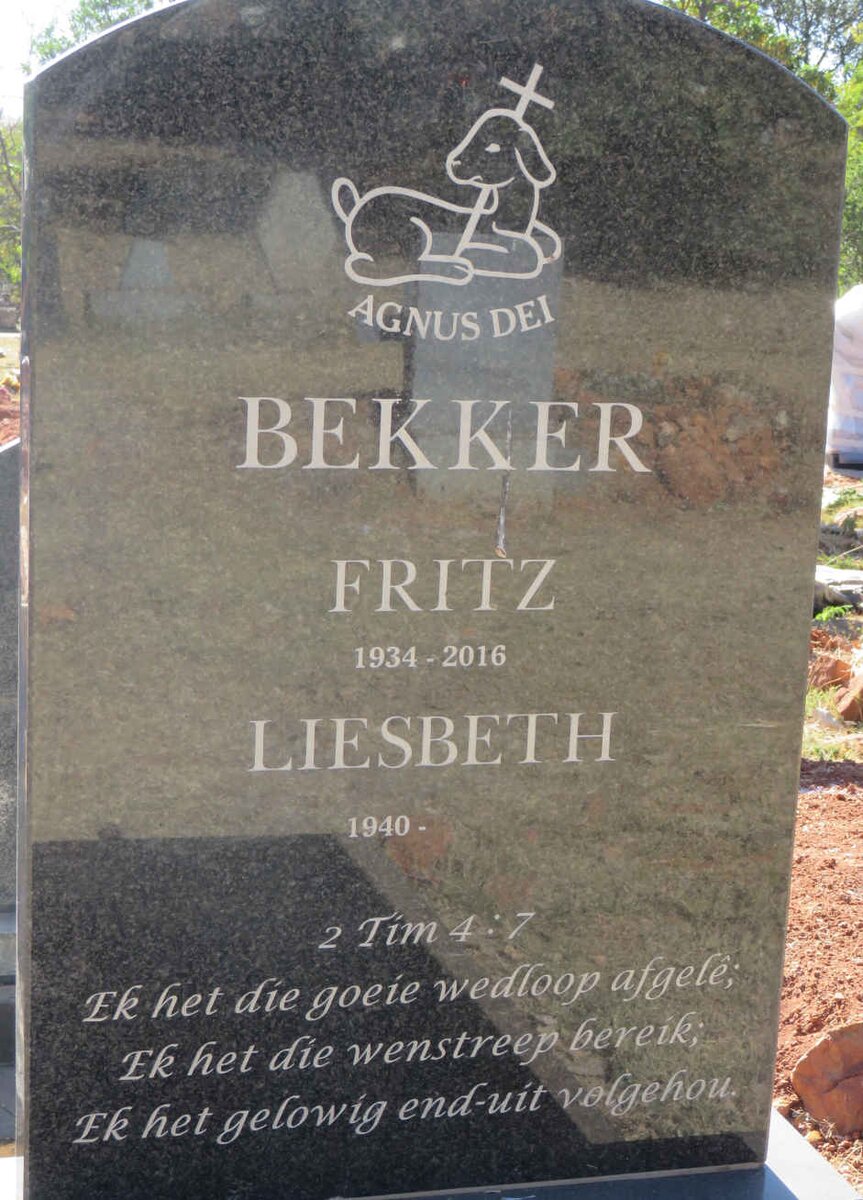 AGNUS DEI
BEKKER
FRITZ
1934 - 2016
LIESBETH
1940 -
2 Tim 4 : 7
Ek het die goeie wedloop afgelê;
Ek het die wenstreep bereik;
Ek het gelowig end-uit volgehou.